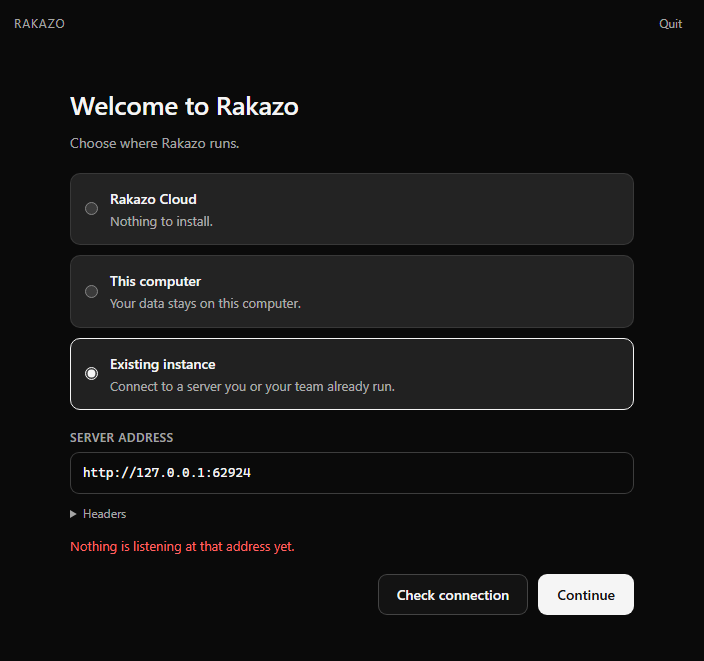 RAKAZO
Quit
Welcome to Rakazo
Choose where Rakazo runs.
Rakazo Cloud
Nothing to install.
This computer
Your data stays on this computer.
Existing instance
Connect to a server you or your team already run.
SERVER ADDRESS
http://127.0.0.1:62924
Headers
Nothing is listening at that address yet.
Check connection
Continue